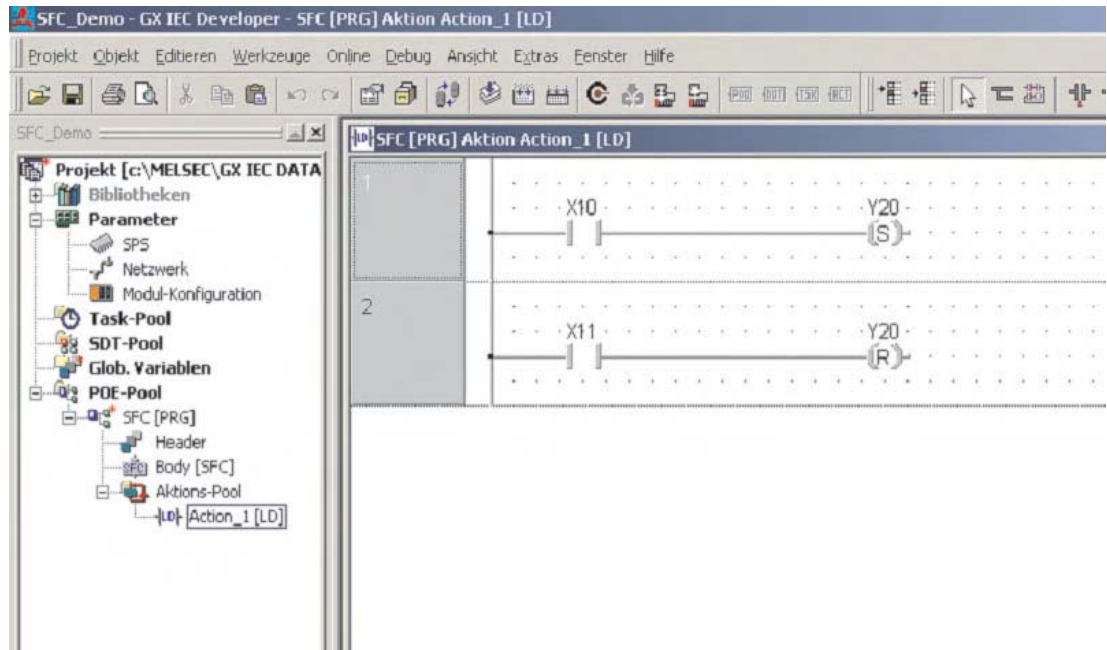 SFC_Demo - GX IEC Developer - SFC [PRG] Aktion Action_1 [LD]
Projekt Objekt Editieren Werkzeuge Online Debug Ansicht Extras Fenster Hilfe
SFC_Demo
Projekt [c:\MELSEC\GX IEC DATA
Bibliotheken
Parameter
SPS
Netzwerk
Modul-Konfiguration
Task-Pool
SDT-Pool
Glob. Variablen
POE-Pool
SFC [PRG]
Header
Body [SFC]
Aktions-Pool
Action_1 [LD]
SFC [PRG] Aktion Action_1 [LD]
1
X10 Y20
S
2
X11 Y20
R